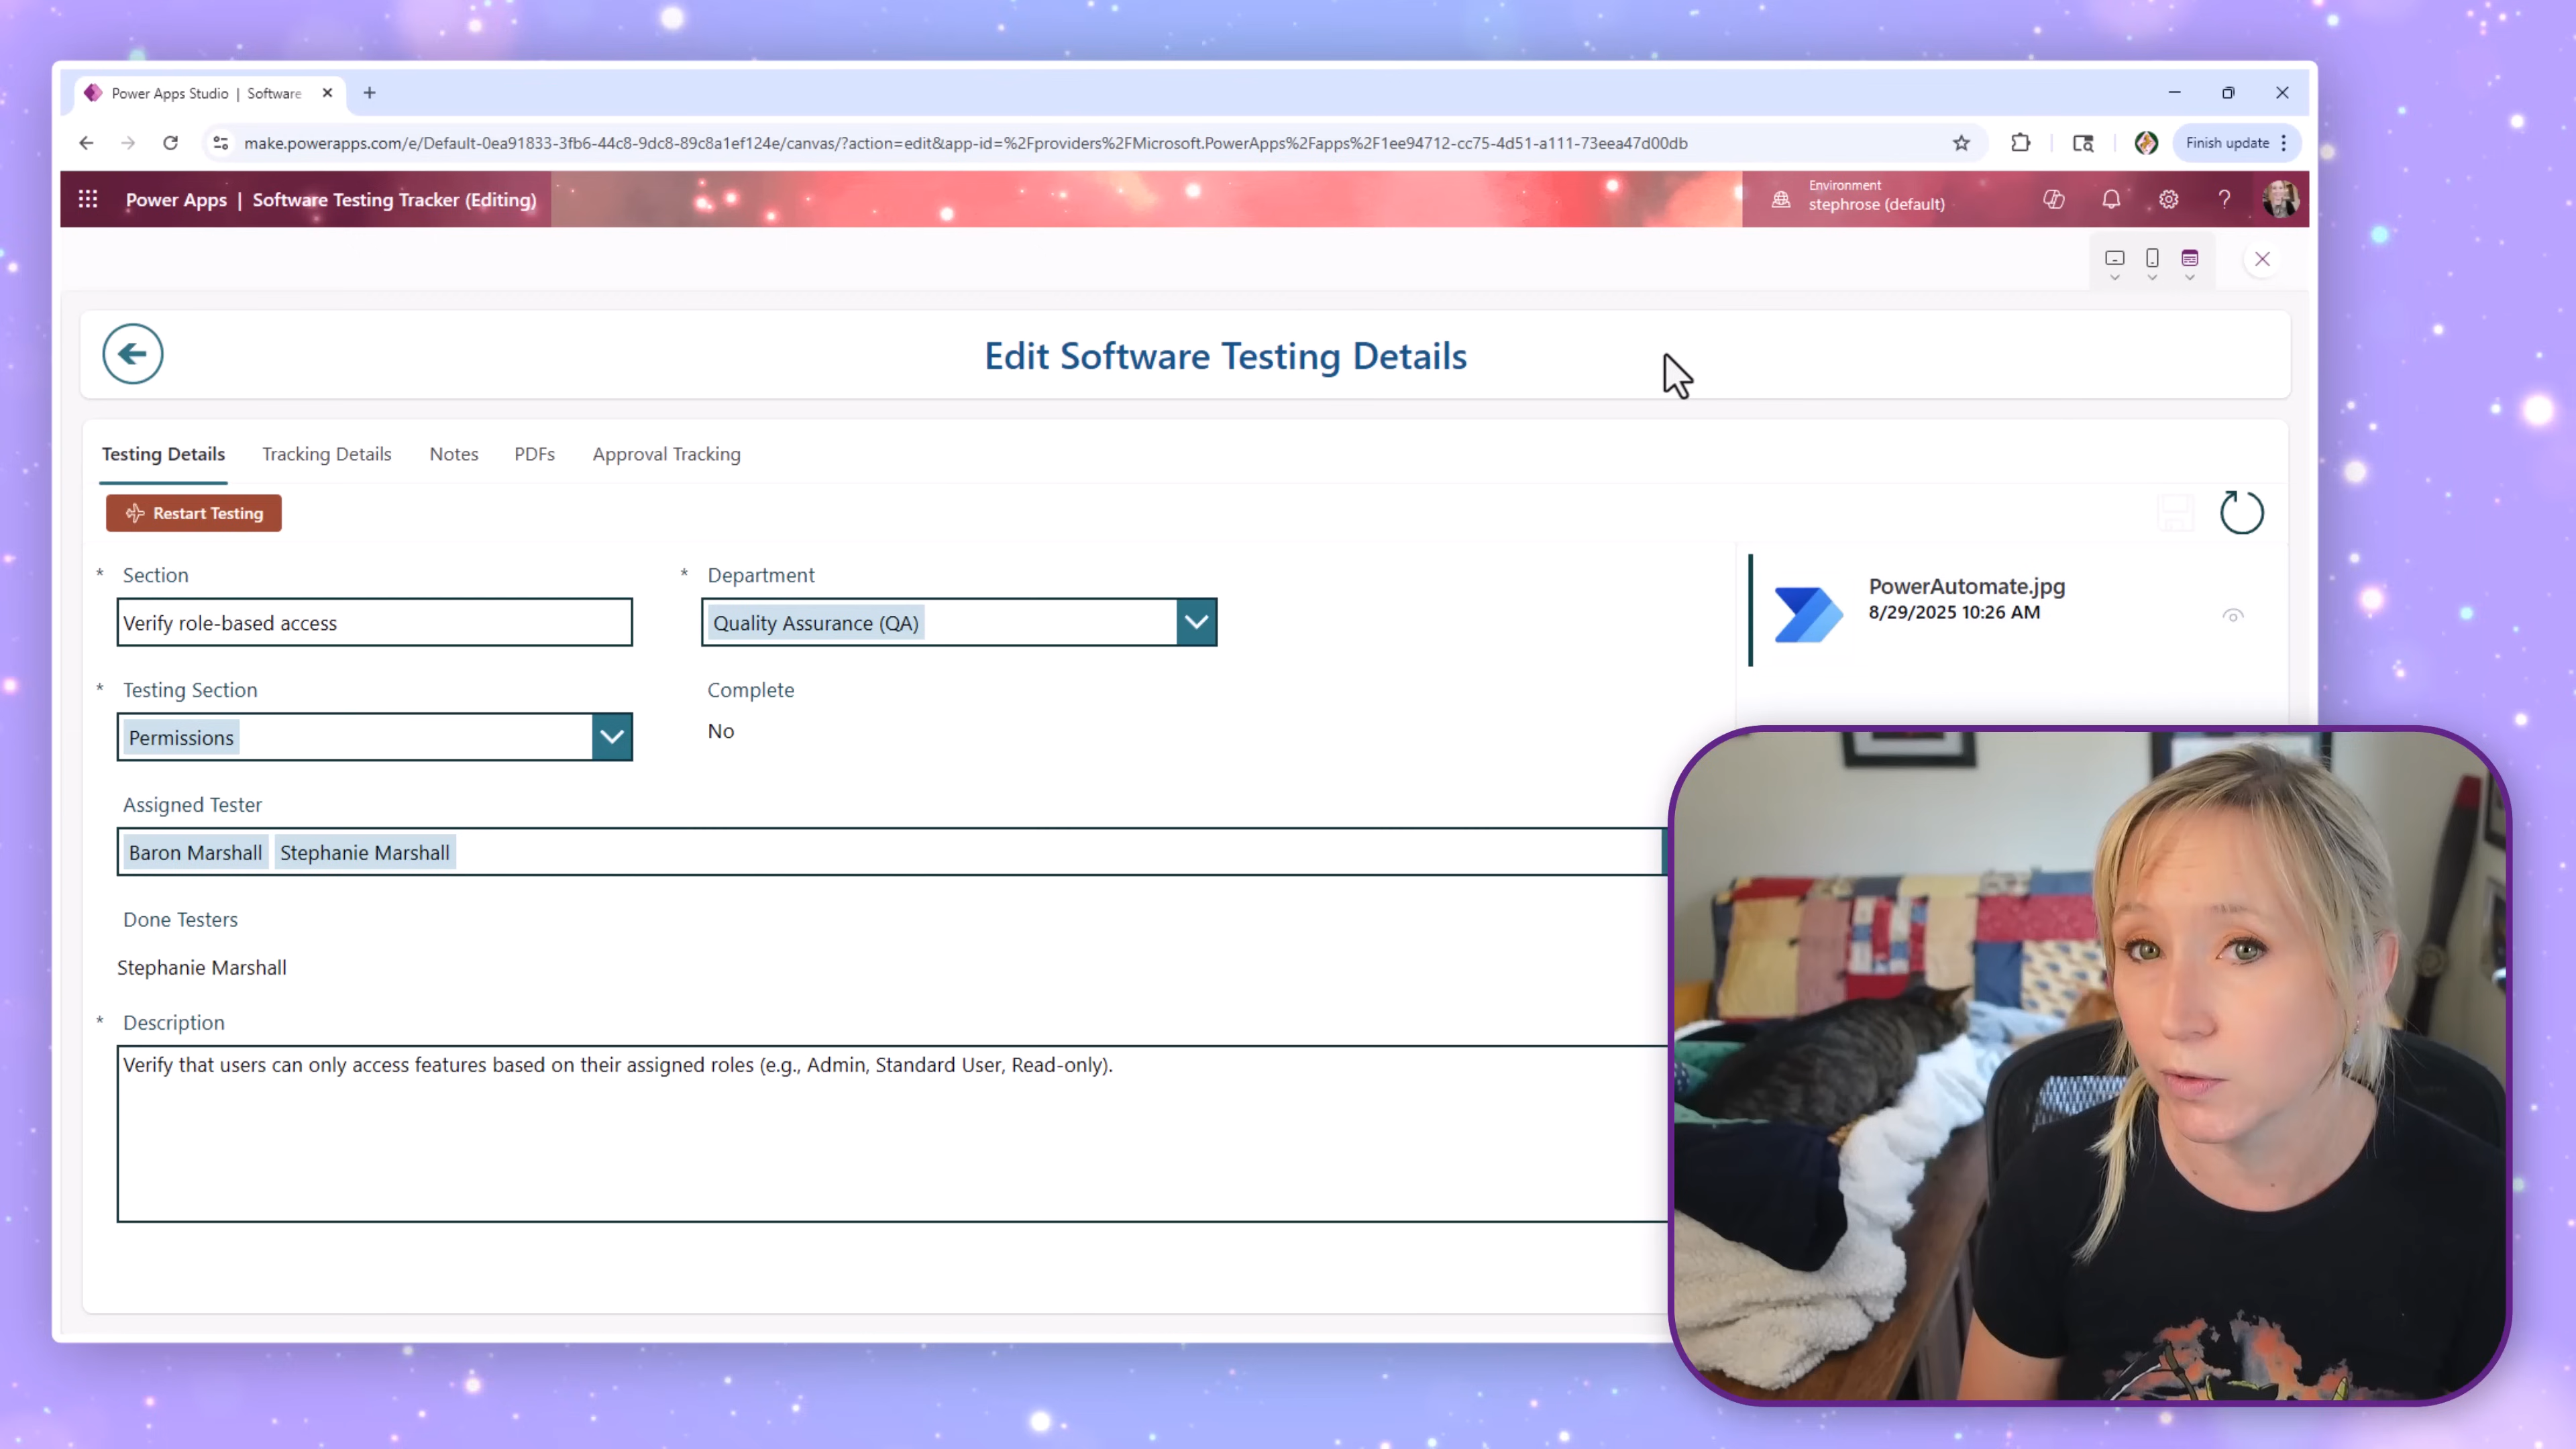 Power Apps Studio | Software
make.powerapps.com/e/Default-0ea91833-3fb6-44c8-9dc8-89c8a1ef124e/canvas/?action=edit&app-id=%2Fproviders%2FMicrosoft.PowerApps%2Fapps%2F1ee94712-cc75-4d51-a111-73eea47d00db
Finish update
Power Apps | Software Testing Tracker (Editing)
Environment
stephrose (default)
Edit Software Testing Details
Testing Details Tracking Details Notes PDFs Approval Tracking
Restart Testing
* Section
Verify role-based access
* Department
Quality Assurance (QA)
PowerAutomate.jpg
8/29/2025 10:26 AM
* Testing Section
Permissions
Complete
No
Assigned Tester
Baron Marshall Stephanie Marshall
Done Testers
Stephanie Marshall
* Description
Verify that users can only access features based on their assigned roles (e.g., Admin, Standard User, Read-only).